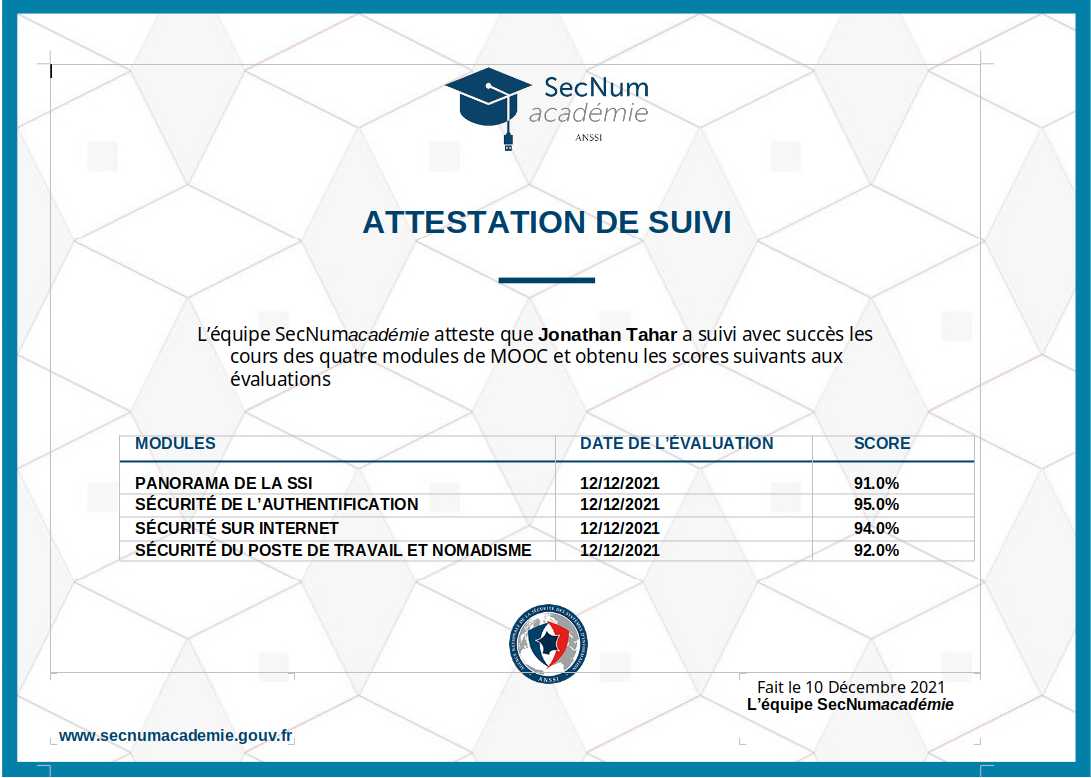 SecNum
académie
ANSSI
ATTESTATION DE SUIVI
L’équipe SecNumacadémie atteste que Jonathan Tahar a suivi avec succès les
cours des quatre modules de MOOC et obtenu les scores suivants aux
évaluations
MODULES DATE DE L’ÉVALUATION SCORE
PANORAMA DE LA SSI 12/12/2021 91.0%
SÉCURITÉ DE L’AUTHENTIFICATION 12/12/2021 95.0%
SÉCURITÉ SUR INTERNET 12/12/2021 94.0%
SÉCURITÉ DU POSTE DE TRAVAIL ET NOMADISME 12/12/2021 92.0%
AGENCE NATIONALE DE LA SÉCURITÉ DES SYSTÈMES D'INFORMATION
ANSSI
Fait le 10 Décembre 2021
L’équipe SecNumacadémie
www.secnumacademie.gouv.fr